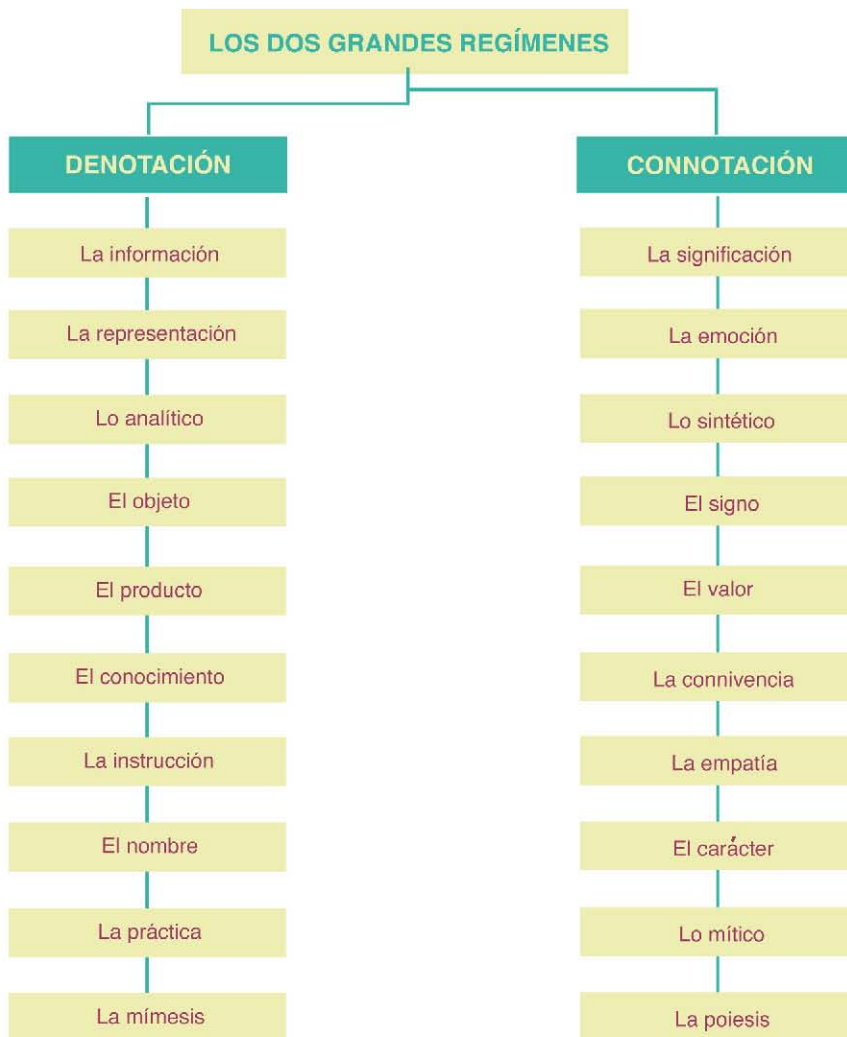 LOS DOS GRANDES REGÍMENES
DENOTACIÓN
La información
La representación
Lo analítico
El objeto
El producto
El conocimiento
La instrucción
El nombre
La práctica
La mímesis
CONNOTACIÓN
La significación
La emoción
Lo sintético
El signo
El valor
La connivencia
La empatía
El carácter
Lo mítico
La poiesis